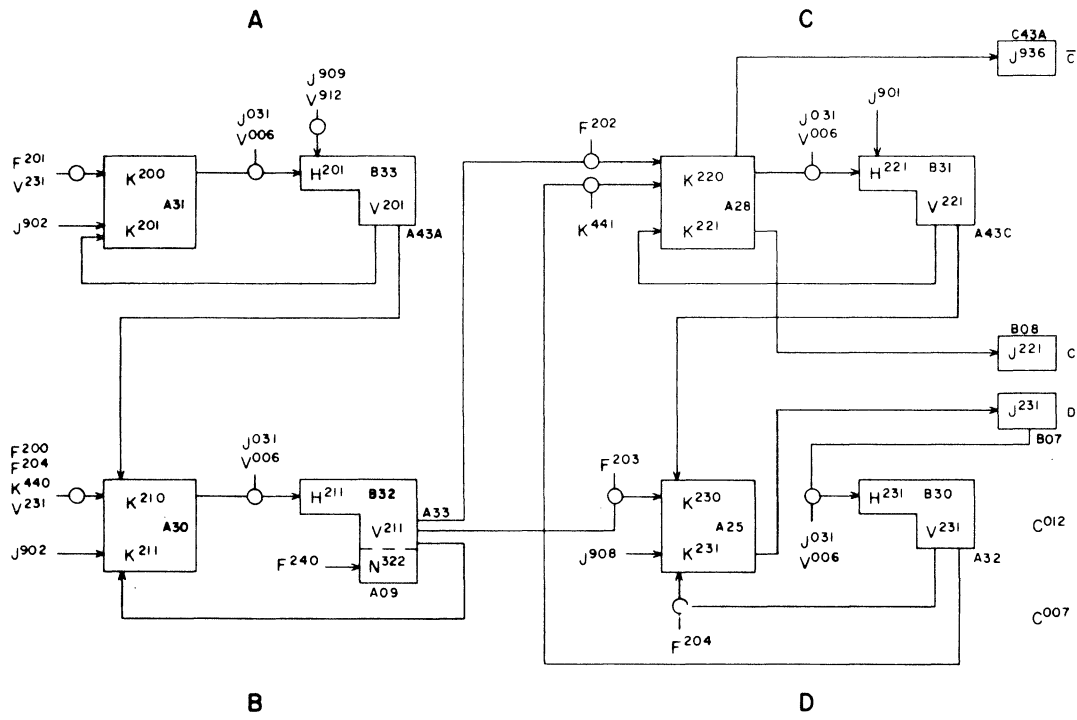 A
C
C43A
J936
C̅
J909
V912
J901
J031
V006
F202
J031
V006
F201
V231
K200
A31
K201
J902
H201
B33
V201
A43A
K441
K220
A28
K221
H221
B31
V221
A43C
B08
J221
C
J231
D
B07
F200
F204
K440
V231
J031
V006
F203
K210
A30
K211
J902
H211
B32
V211
A33
N322
A09
F240
K230
A25
K231
J908
F204
H231
B30
V231
A32
J031
V006
C012
C007
B
D